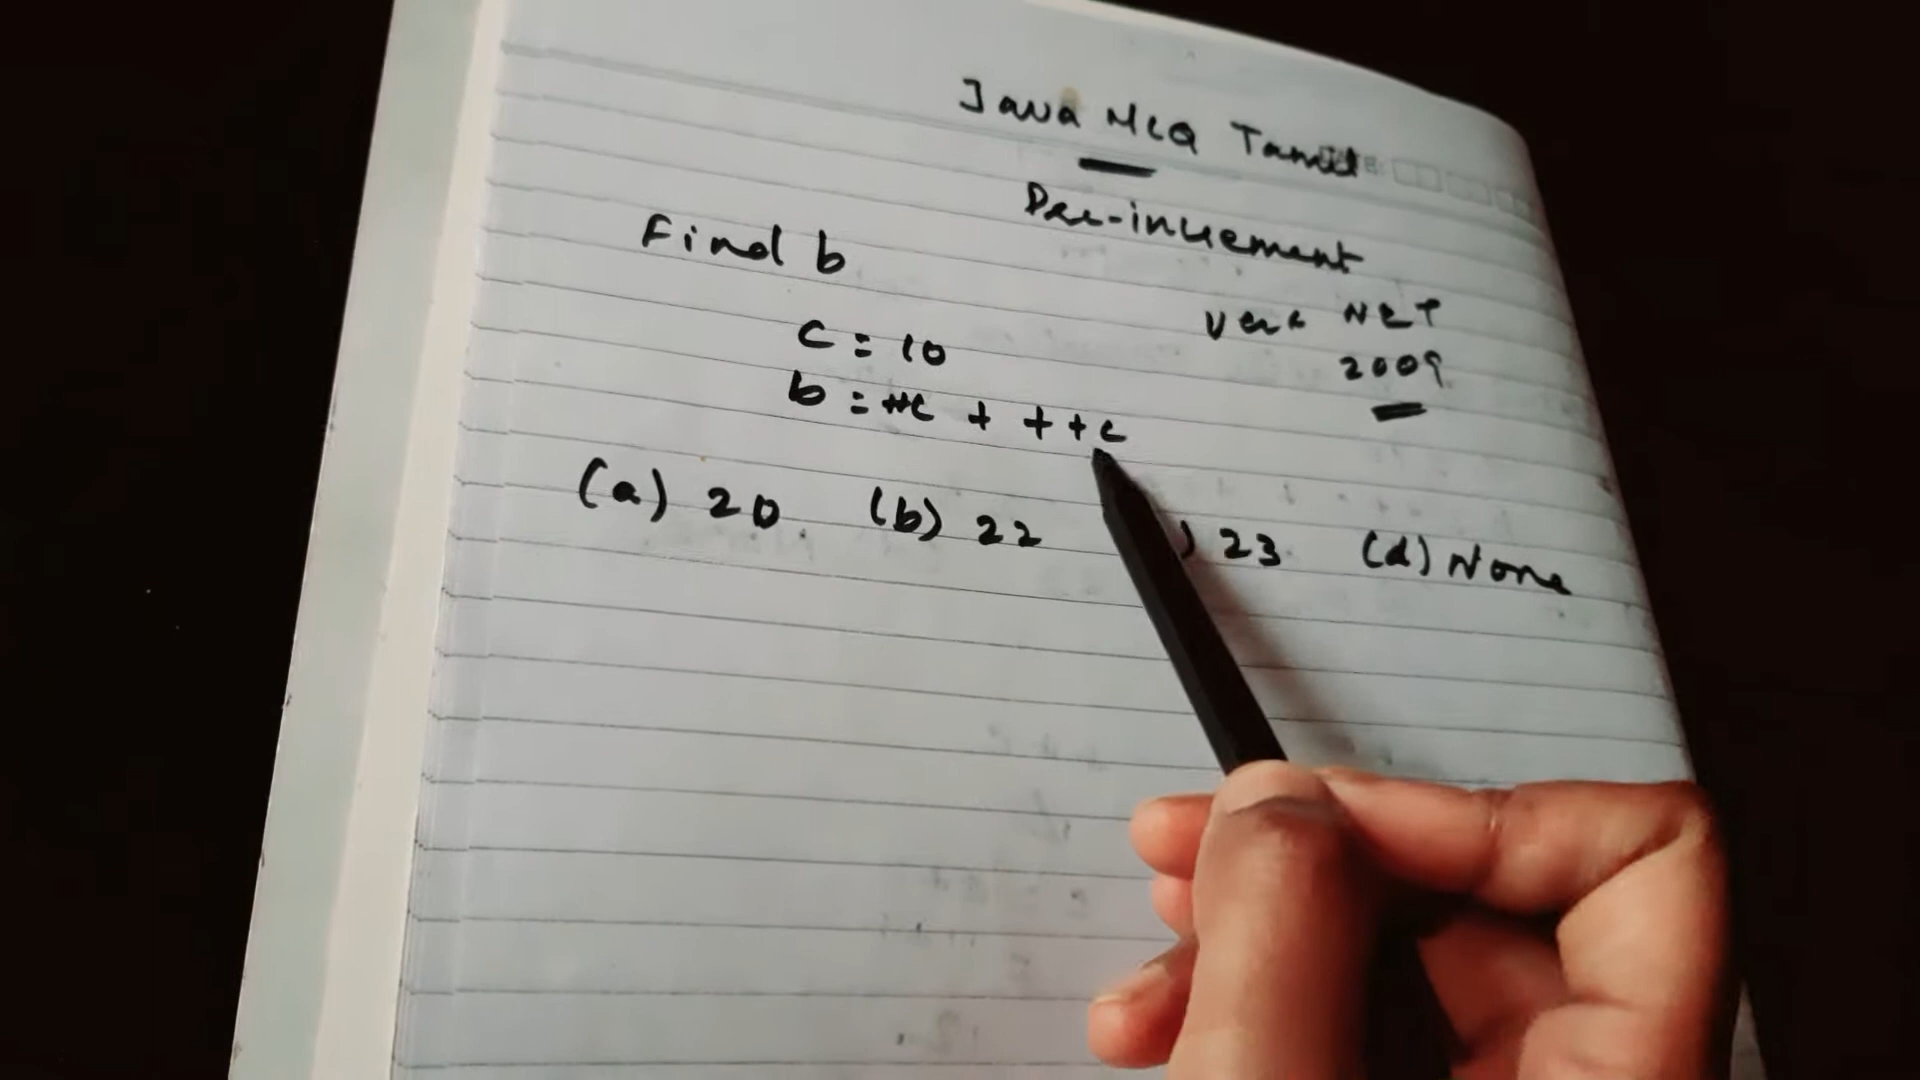 Java MCQ Tamil
Pre-increment
Find b
UGC NET
2009
C = 10
b = ++c + ++c
(a) 20 (b) 22 ) 23 (d) None